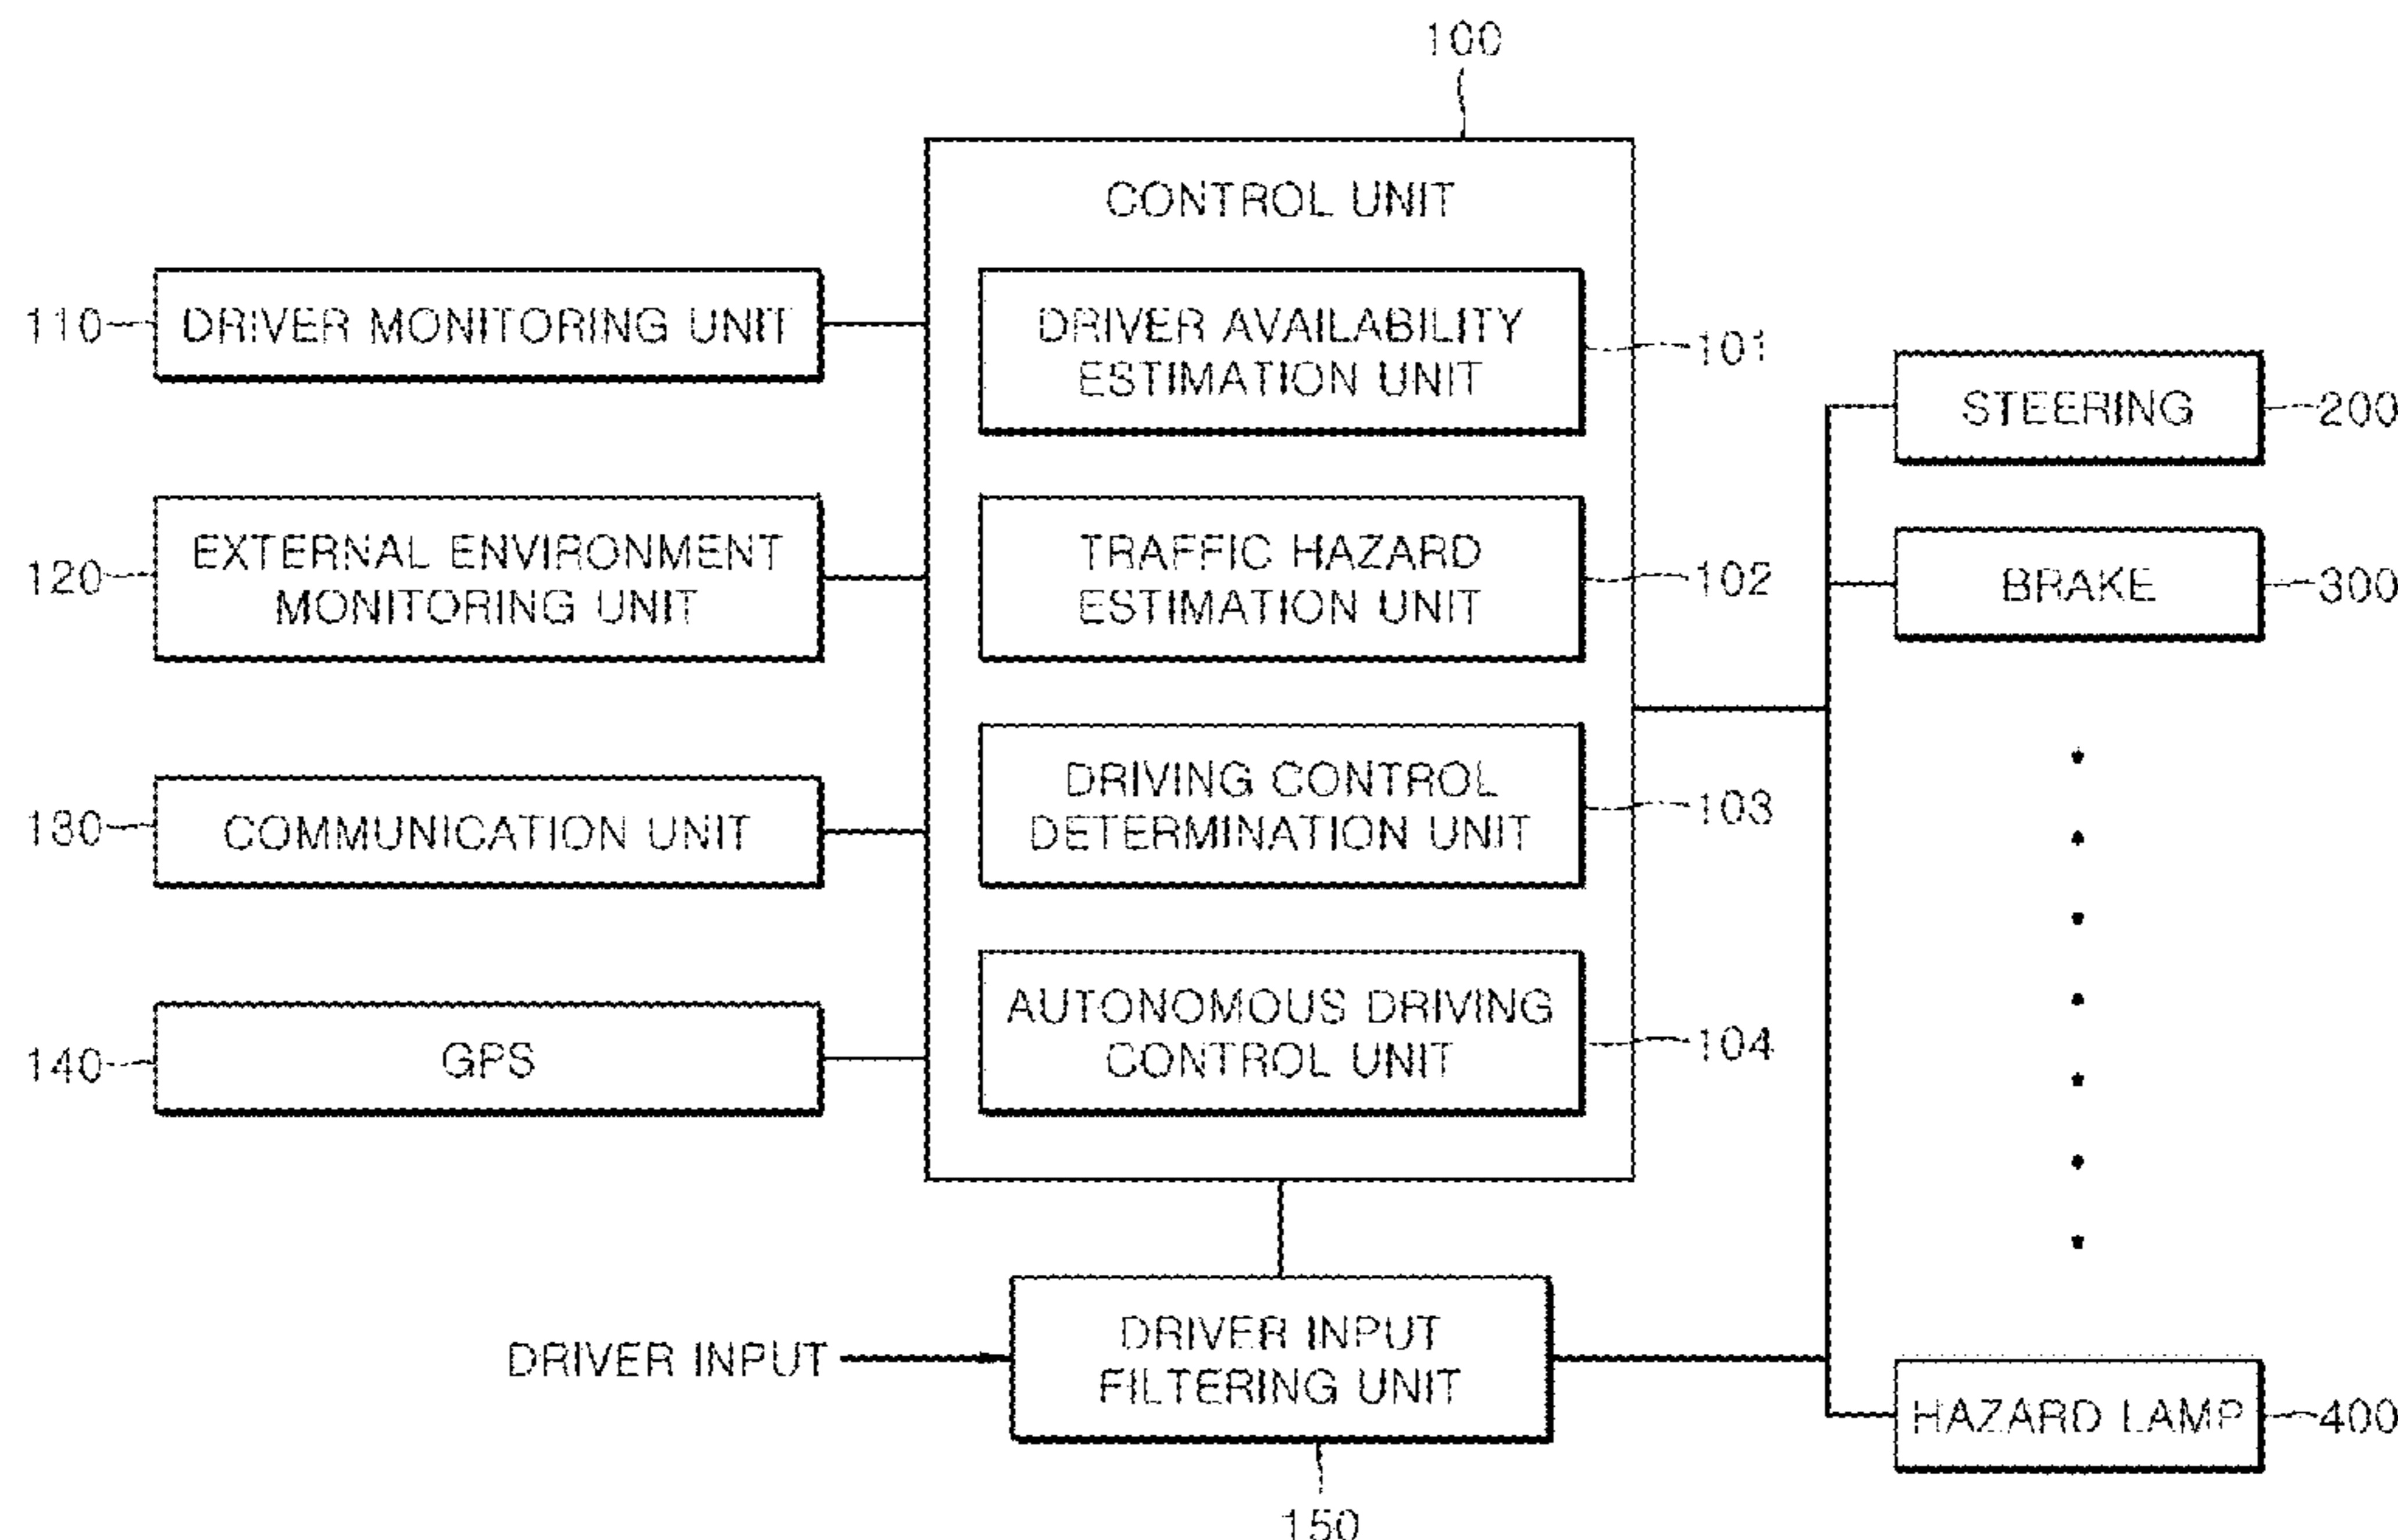 100
CONTROL UNIT
110
DRIVER MONITORING UNIT
DRIVER AVAILABILITY
ESTIMATION UNIT
101
STEERING
200
120
EXTERNAL ENVIRONMENT
MONITORING UNIT
TRAFFIC HAZARD
ESTIMATION UNIT
102
BRAKE
300
130
COMMUNICATION UNIT
DRIVING CONTROL
DETERMINATION UNIT
103
140
GPS
AUTONOMOUS DRIVING
CONTROL UNIT
104
DRIVER INPUT
DRIVER INPUT
FILTERING UNIT
150
HAZARD LAMP
400